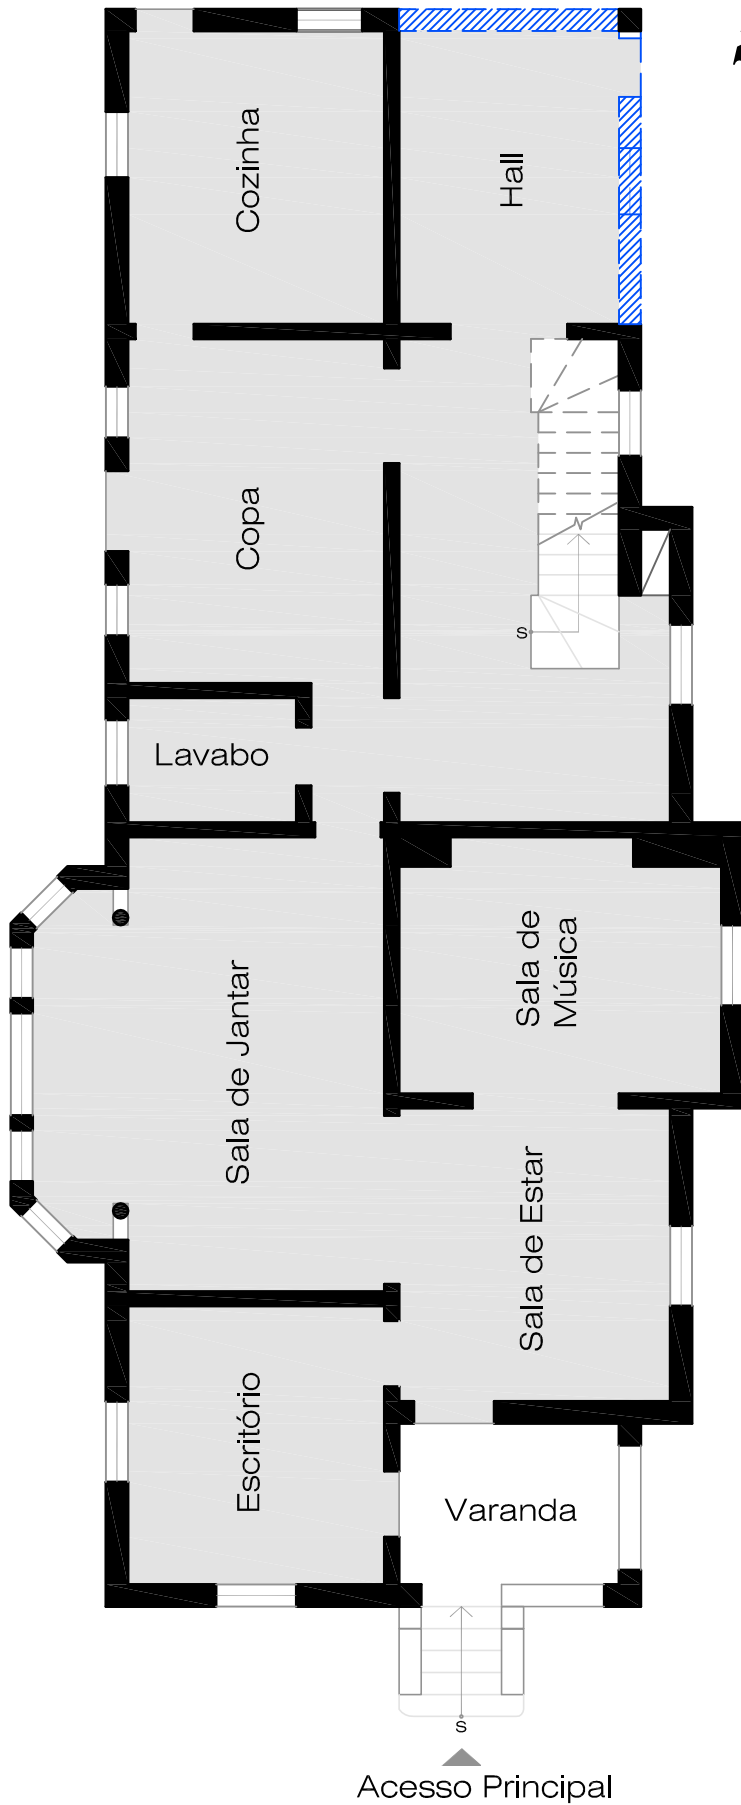 Cozinha
Hall
Copa
S
Lavabo
Sala de
Música
Sala de Jantar
Sala de Estar
Escritório
Varanda
S
Acesso Principal